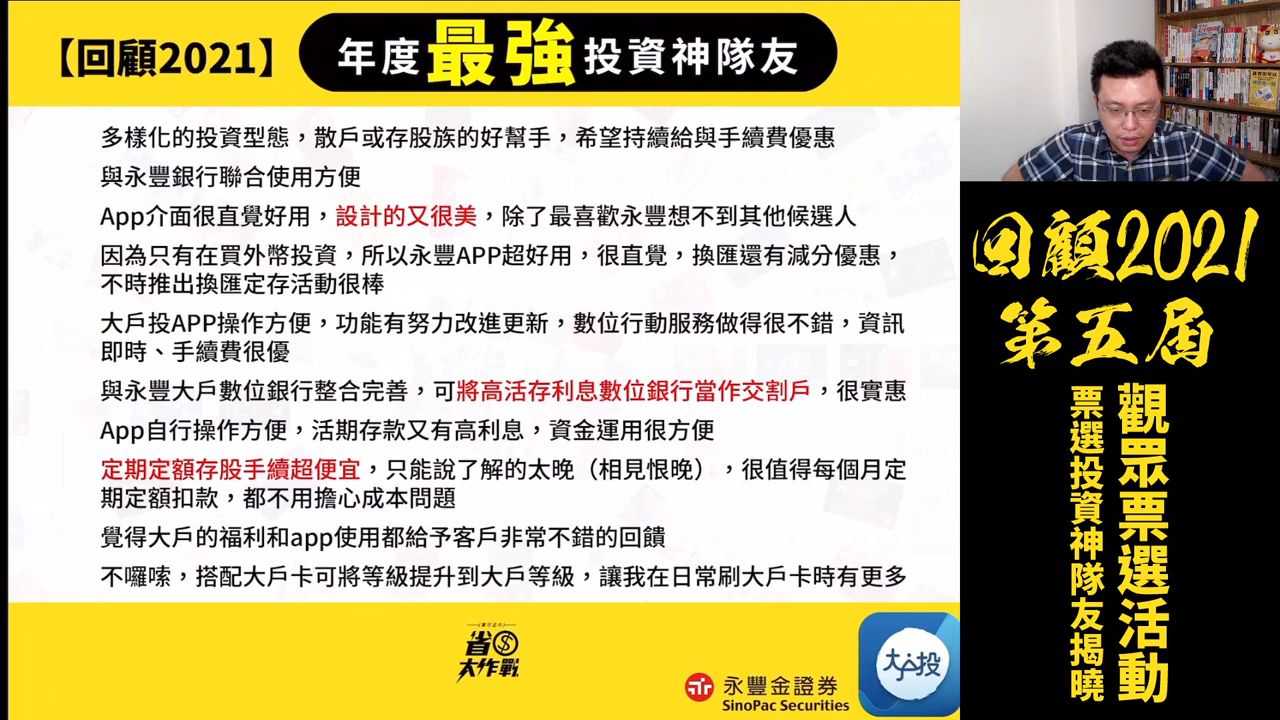 【回顧2021】
年度最強投資神隊友
多樣化的投資型態，散戶或存股族的好幫手，希望持續給與手續費優惠
與永豐銀行聯合使用方便
App介面很直覺好用，設計的又很美，除了最喜歡永豐想不到其他候選人
因為只有在買外幣投資，所以永豐APP超好用，很直覺，換匯還有減分優惠，
不時推出換匯定存活動很棒
大戶投APP操作方便，功能有努力改進更新，數位行動服務做得很不錯，資訊
即時、手續費很優
與永豐大戶數位銀行整合完善，可將高活存利息數位銀行當作交割戶，很實惠
App自行操作方便，活期存款又有高利息，資金運用很方便
定期定額存股手續超便宜，只能說了解的太晚（相見恨晚），很值得每個月定
期定額扣款，都不用擔心成本問題
覺得大戶的福利和app使用都給予客戶非常不錯的回饋
不囉嗦，搭配大戶卡可將等級提升到大戶等級，讓我在日常刷大戶卡時有更多
省
大作戰
永豐金證券
SinoPac Securities
大戶投
回顧2021
第五屆
觀眾票選活動
票選投資神隊友揭曉